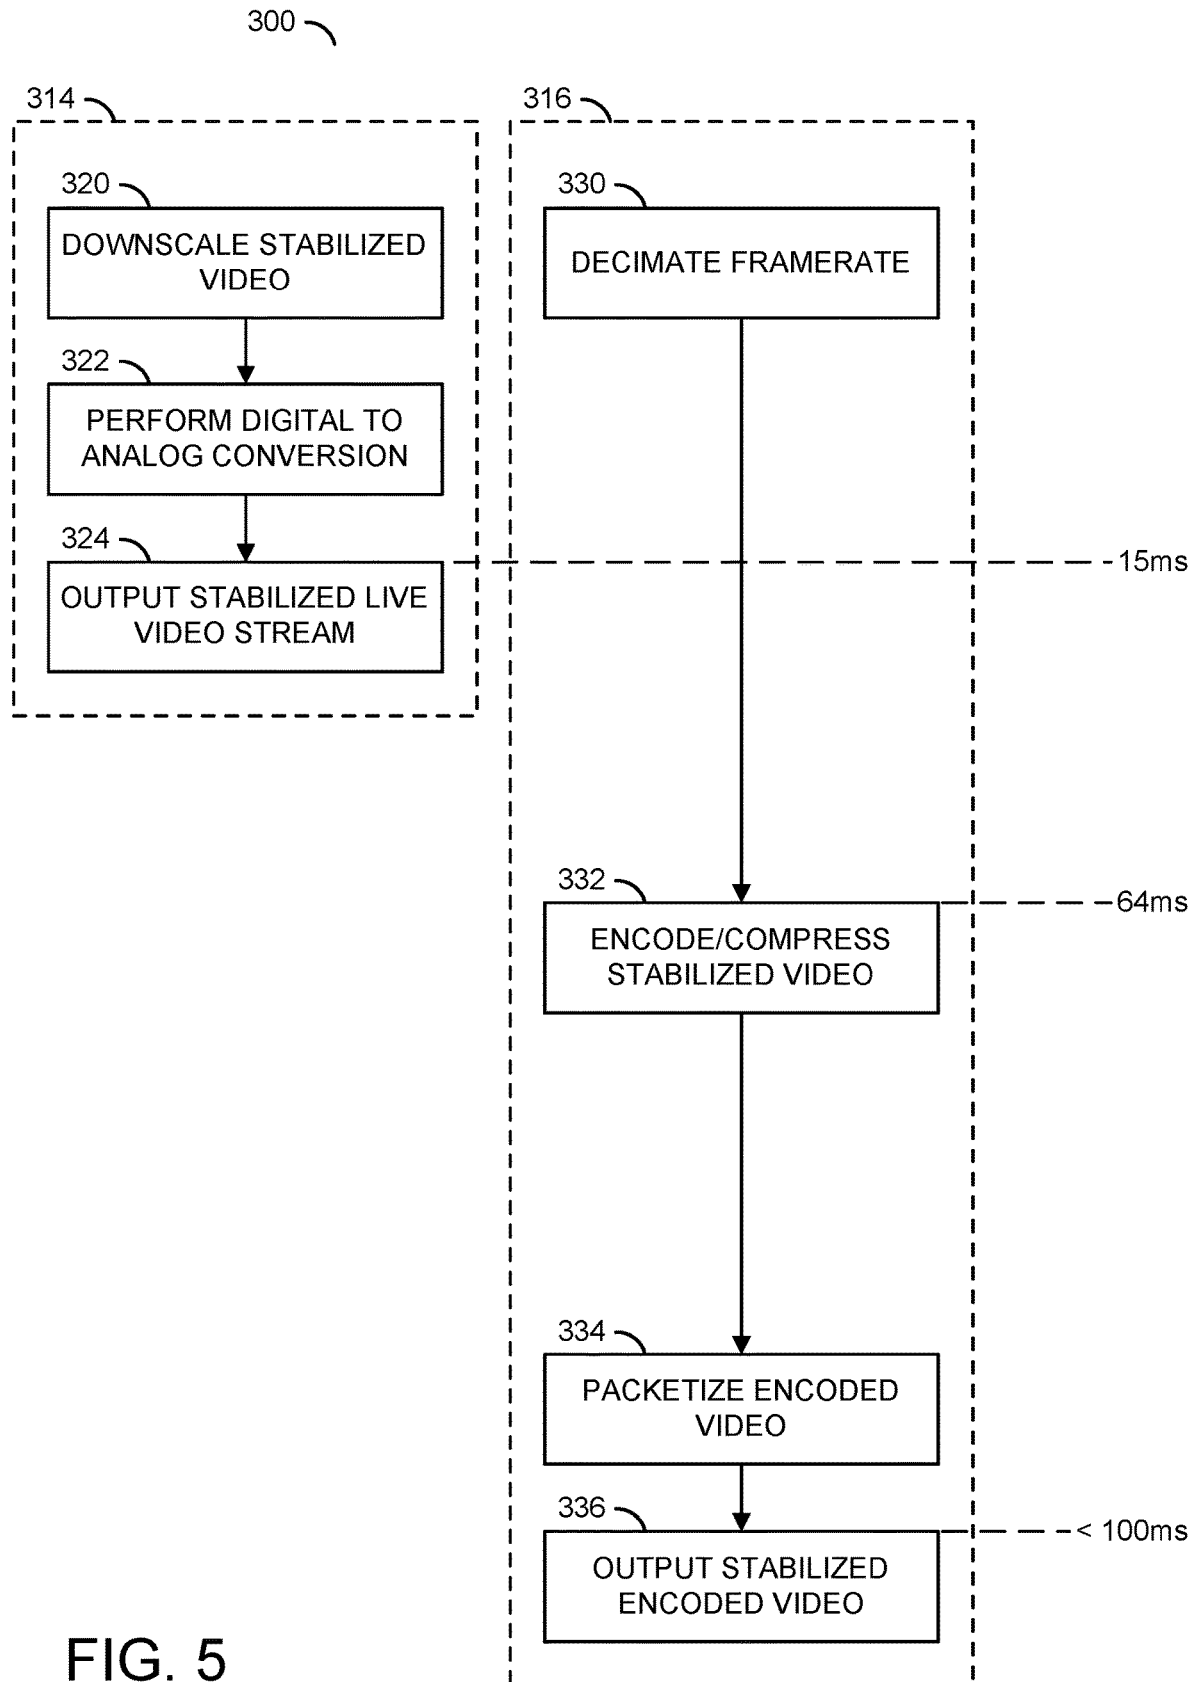 300
314
320
DOWNSCALE STABILIZED
VIDEO
322
PERFORM DIGITAL TO
ANALOG CONVERSION
324
OUTPUT STABILIZED LIVE
VIDEO STREAM
316
330
DECIMATE FRAMERATE
15ms
332
ENCODE/COMPRESS
STABILIZED VIDEO
64ms
334
PACKETIZE ENCODED
VIDEO
336
OUTPUT STABILIZED
ENCODED VIDEO
< 100ms
FIG. 5